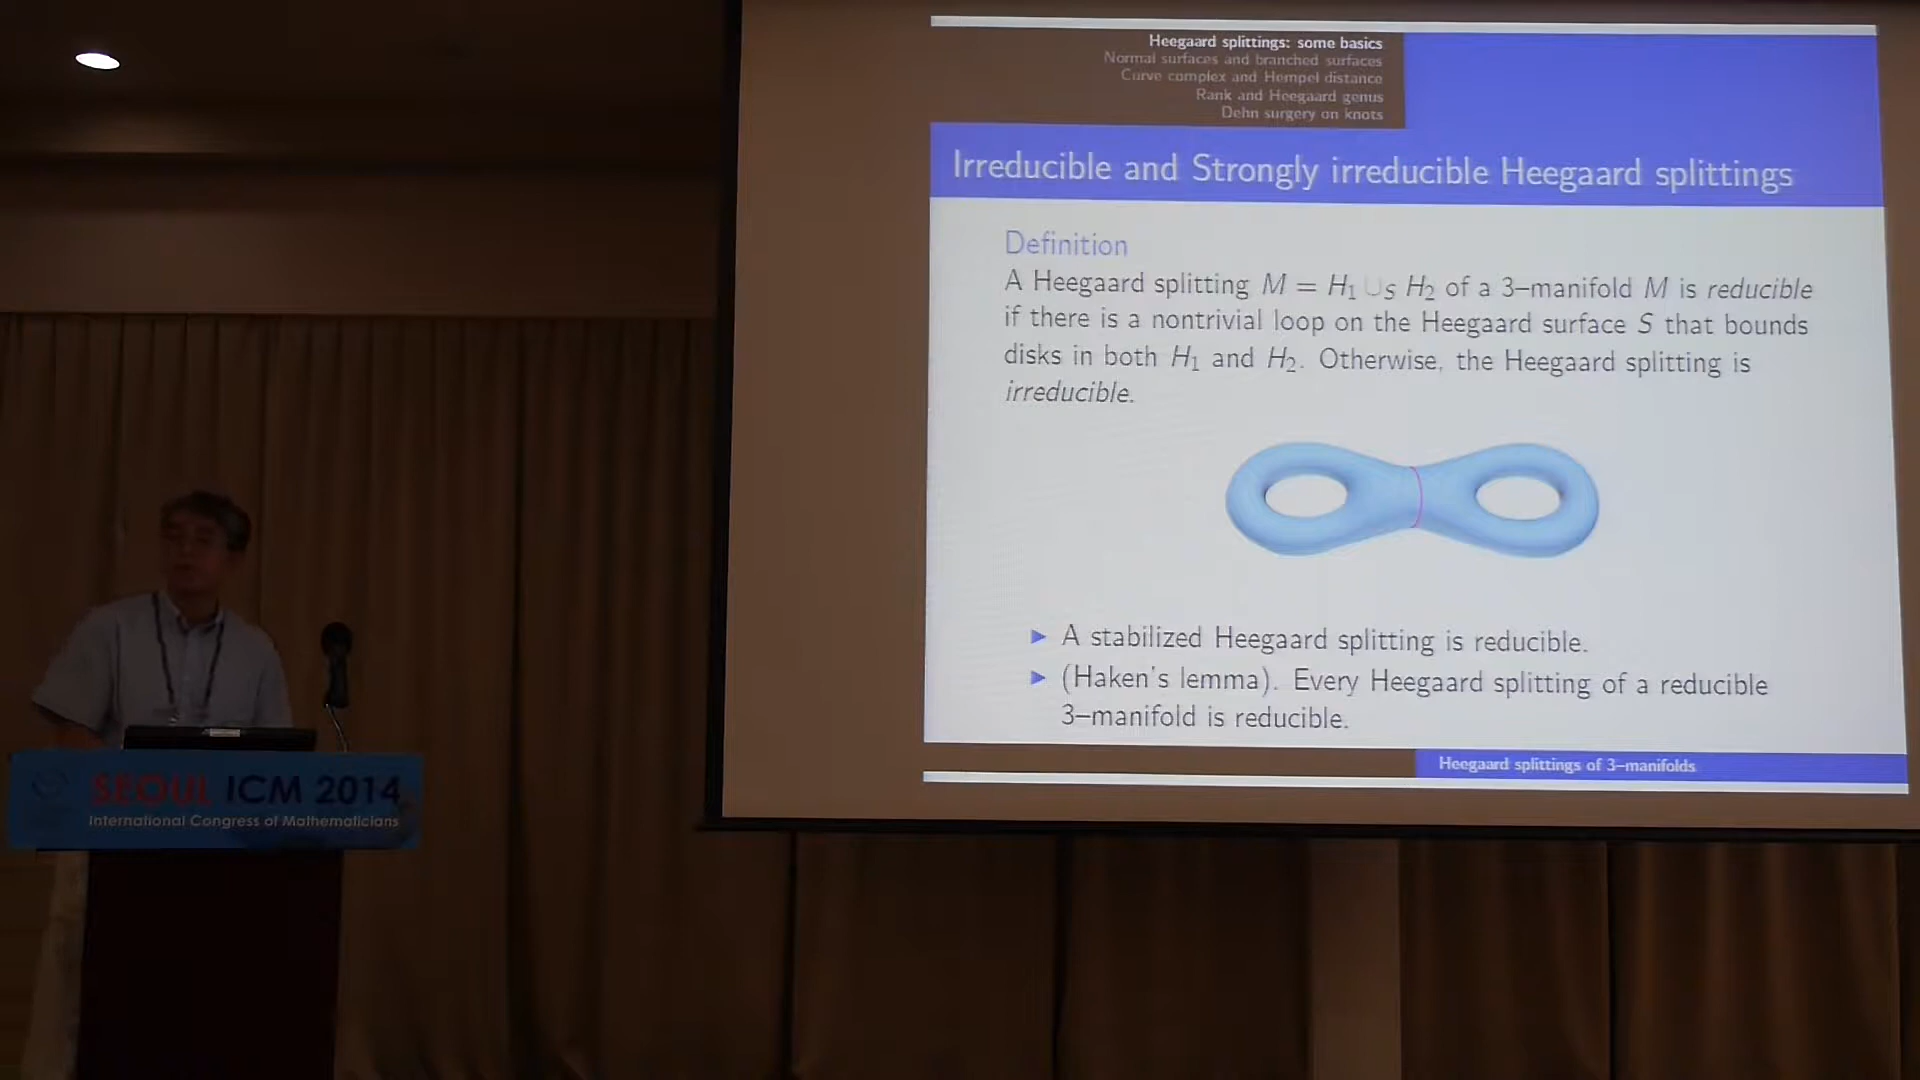 Heegaard splittings: some basics
Normal surfaces and branched surfaces
Curve complex and Hempel distance
Rank and Heegaard genus
Dehn surgery on knots
Irreducible and Strongly irreducible Heegaard splittings
Definition
A Heegaard splitting M = H₁ ∪_S H₂ of a 3–manifold M is reducible
if there is a nontrivial loop on the Heegaard surface S that bounds
disks in both H₁ and H₂. Otherwise, the Heegaard splitting is
irreducible.
▶ A stabilized Heegaard splitting is reducible.
▶ (Haken's lemma). Every Heegaard splitting of a reducible
3–manifold is reducible.
Heegaard splittings of 3–manifolds
SEOUL ICM 2014
International Congress of Mathematicians